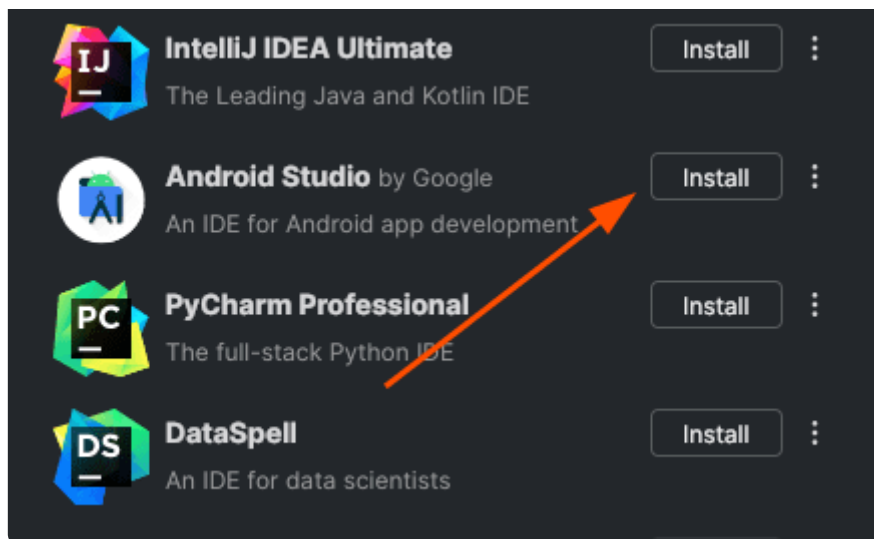 IJ
IntelliJ IDEA Ultimate
Install
The Leading Java and Kotlin IDE
Android Studio by Google
Install
An IDE for Android app development
PC
PyCharm Professional
Install
The full-stack Python IDE
DS
DataSpell
Install
An IDE for data scientists